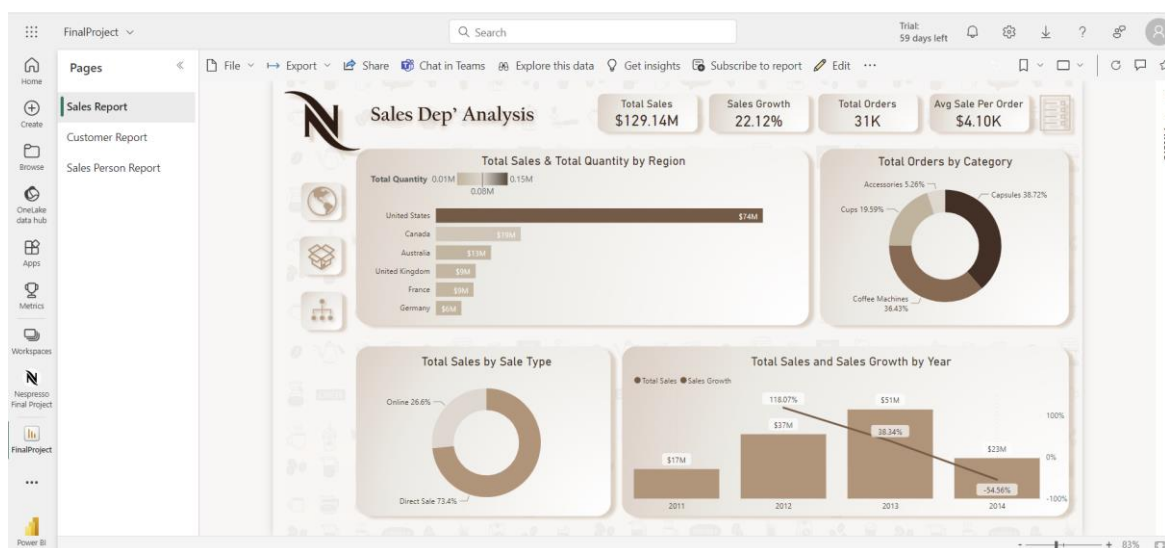 FinalProject
Search
Trial:
59 days left
Home
Create
Browse
OneLake
data hub
Apps
Metrics
Workspaces
Nespresso
Final Project
FinalProject
Power BI
Pages
Sales Report
Customer Report
Sales Person Report
File Export Share Chat in Teams Explore this data Get insights Subscribe to report Edit
N
Sales Dep' Analysis
Total Sales
$129.14M
Sales Growth
22.12%
Total Orders
31K
Avg Sale Per Order
$4.10K
Total Sales & Total Quantity by Region
Total Quantity 0.01M 0.15M
0.08M
United States $74M
Canada $19M
Australia $13M
United Kingdom $9M
France $9M
Germany $6M
Total Orders by Category
Accessories 5.26%
Capsules 38.72%
Cups 19.59%
Coffee Machines
36.43%
Total Sales by Sale Type
Online 26.6%
Direct Sale 73.4%
Total Sales and Sales Growth by Year
Total Sales Sales Growth
118.07%
$51M
$37M
38.34%
$17M
$23M
-54.56%
100%
0%
-100%
2011 2012 2013 2014
- + 83%